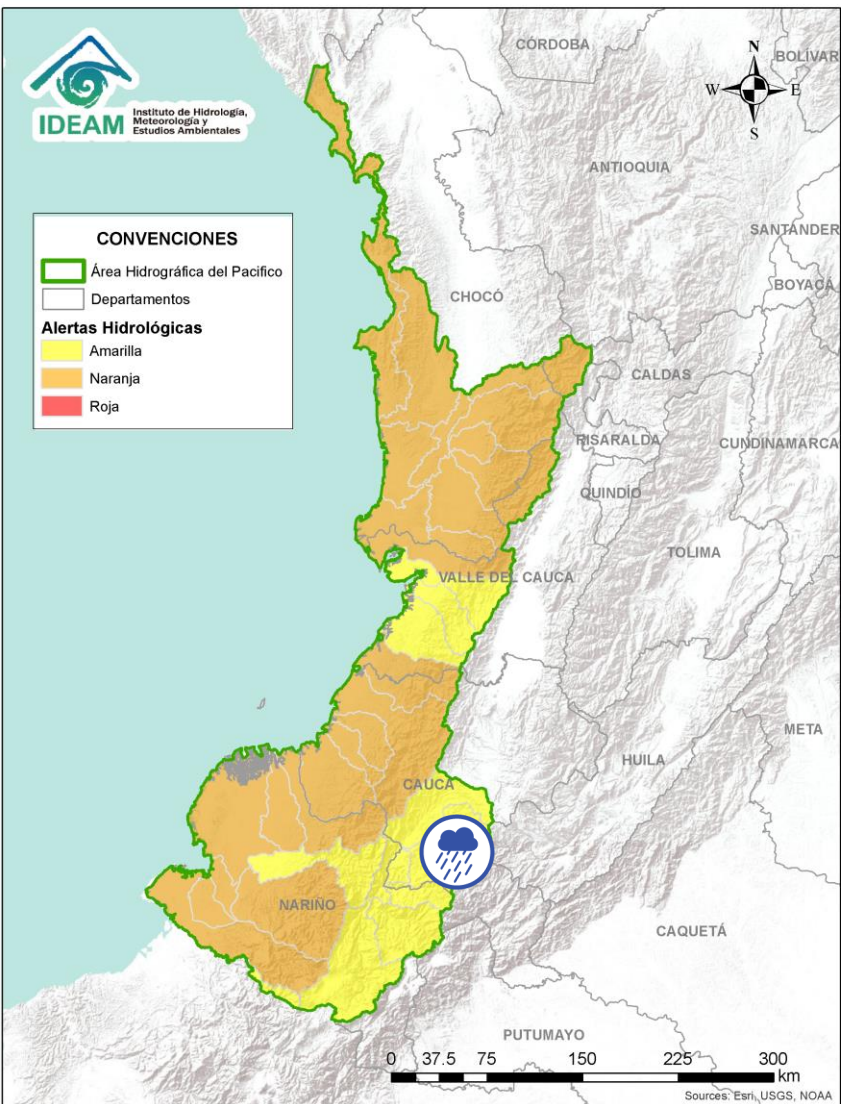 IDEAM
Instituto de Hidrología,
Meteorología y
Estudios Ambientales
CÓRDOBA
BOLÍVAR
N
W
E
S
ANTIOQUIA
SANTANDER
BOYACÁ
CONVENCIONES
Área Hidrográfica del Pacifico
Departamentos
Alertas Hidrológicas
Amarilla
Naranja
Roja
CHOCÓ
CALDAS
RISARALDA
CUNDINAMARCA
QUINDÍO
TOLIMA
VALLE DEL CAUCA
META
HUILA
CAUCA
NARIÑO
CAQUETÁ
PUTUMAYO
0 37.5 75 150 225 300
km
Sources: Esri, USGS, NOAA